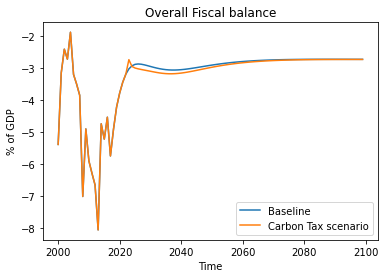 Overall Fiscal balance
% of GDP
−2
−3
−4
−5
−6
−7
−8
Baseline
Carbon Tax scenario
2000 2020 2040 2060 2080 2100
Time